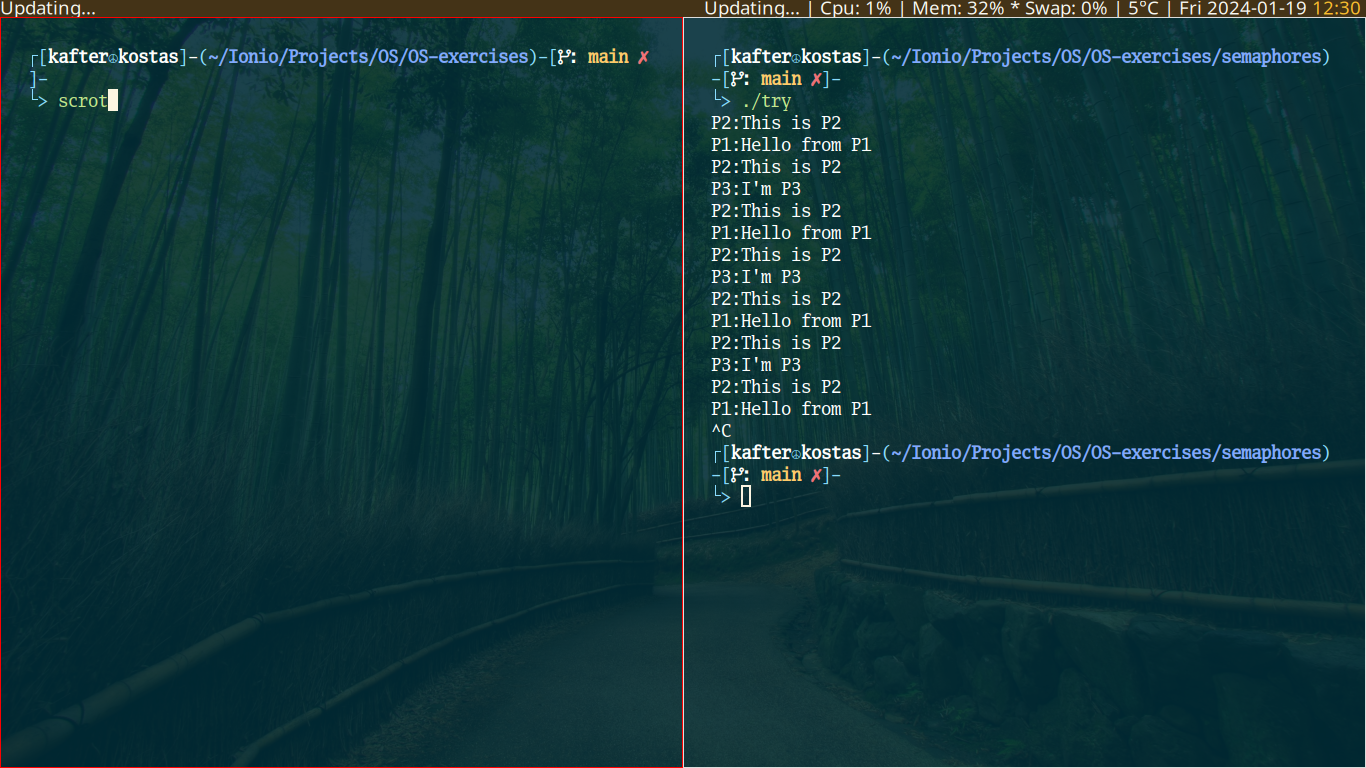 Updating...
Updating... | Cpu: 1% | Mem: 32% * Swap: 0% | 5°C | Fri 2024-01-19 12:30
┌[kafter☮kostas]-(~/Ionio/Projects/OS/OS-exercises)-[: main ✗
]-
└> scrot
┌[kafter☮kostas]-(~/Ionio/Projects/OS/OS-exercises/semaphores)
-[: main ✗]-
└> ./try
P2:This is P2
P1:Hello from P1
P2:This is P2
P3:I'm P3
P2:This is P2
P1:Hello from P1
P2:This is P2
P3:I'm P3
P2:This is P2
P1:Hello from P1
P2:This is P2
P3:I'm P3
P2:This is P2
P1:Hello from P1
^C
┌[kafter☮kostas]-(~/Ionio/Projects/OS/OS-exercises/semaphores)
-[: main ✗]-
└>